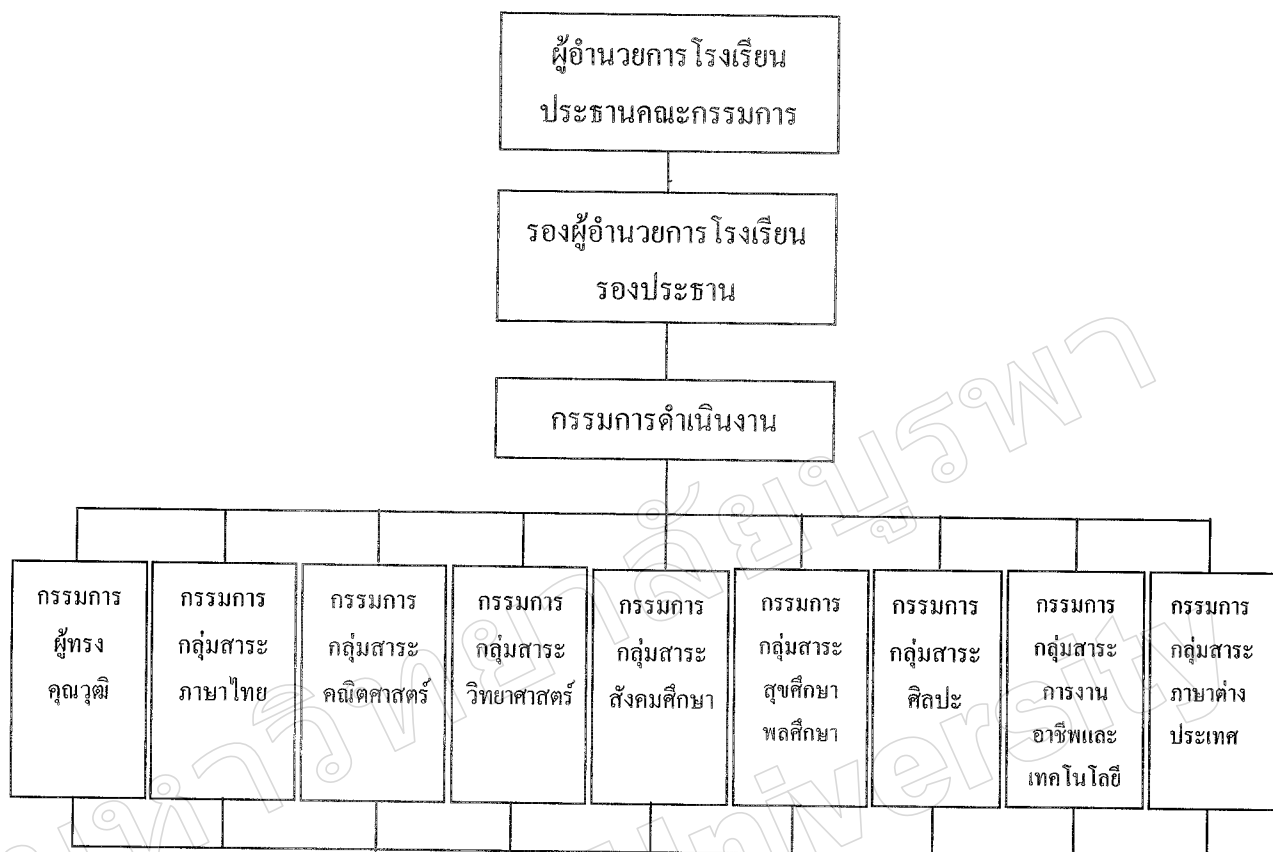 ผู้อำนวยการโรงเรียน
ประธานคณะกรรมการ
รองผู้อำนวยการโรงเรียน
รองประธาน
กรรมการดำเนินงาน
กรรมการ
ผู้ทรง
คุณวุฒิ
กรรมการ
กลุ่มสาระ
ภาษาไทย
กรรมการ
กลุ่มสาระ
คณิตศาสตร์
กรรมการ
กลุ่มสาระ
วิทยาศาสตร์
กรรมการ
กลุ่มสาระ
สังคมศึกษา
กรรมการ
กลุ่มสาระ
สุขศึกษา
พลศึกษา
กรรมการ
กลุ่มสาระ
ศิลปะ
กรรมการ
กลุ่มสาระ
การงาน
อาชีพและ
เทคโนโลยี
กรรมการ
กลุ่มสาระ
ภาษาต่าง
ประเทศ
มหาวิทยาลัยบูรพา
University